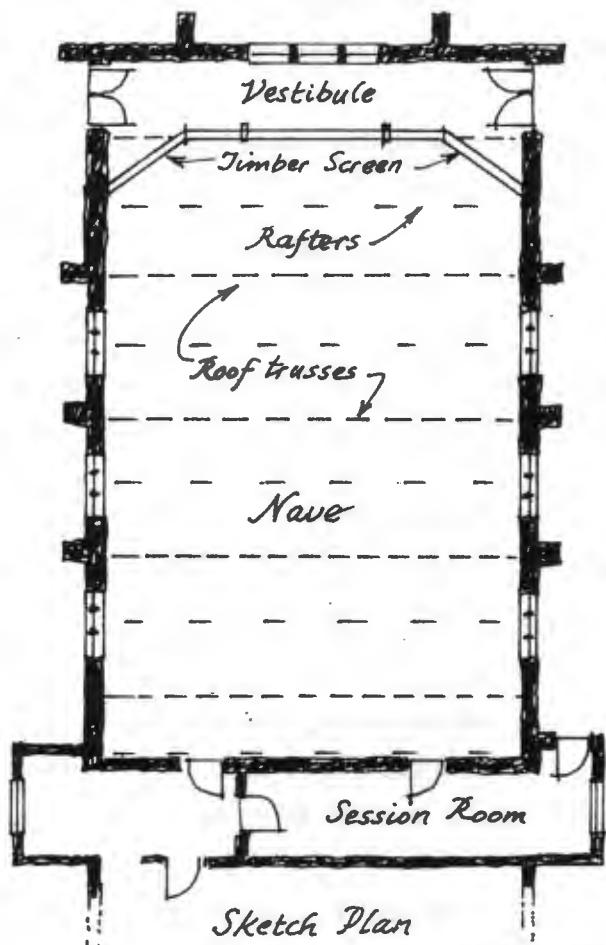 Vestibule
Timber Screen
Rafters
Roof trusses
Nave
Session Room
Sketch Plan